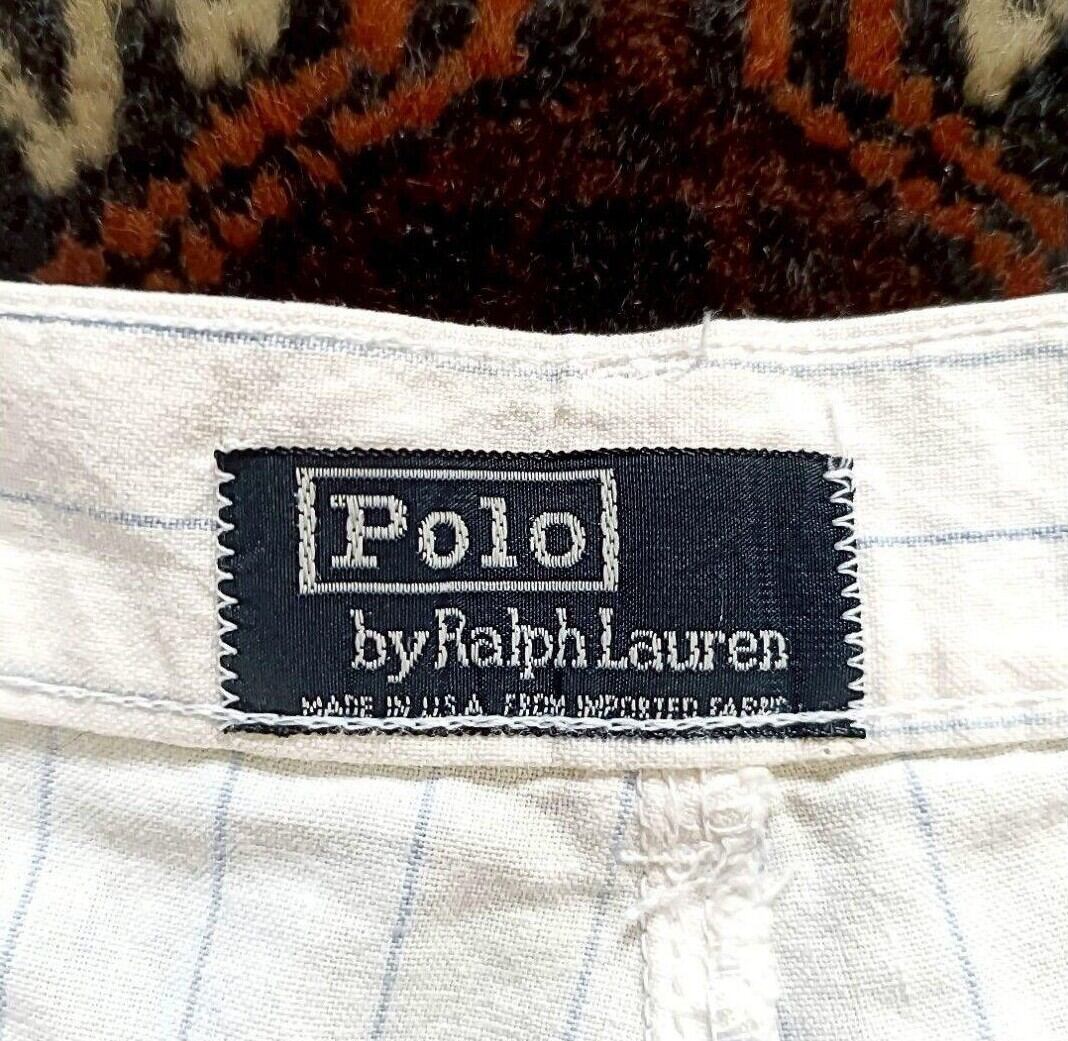 Polo
by Ralph Lauren
MADE IN U.S.A. FROM IMPORTED FABRIC